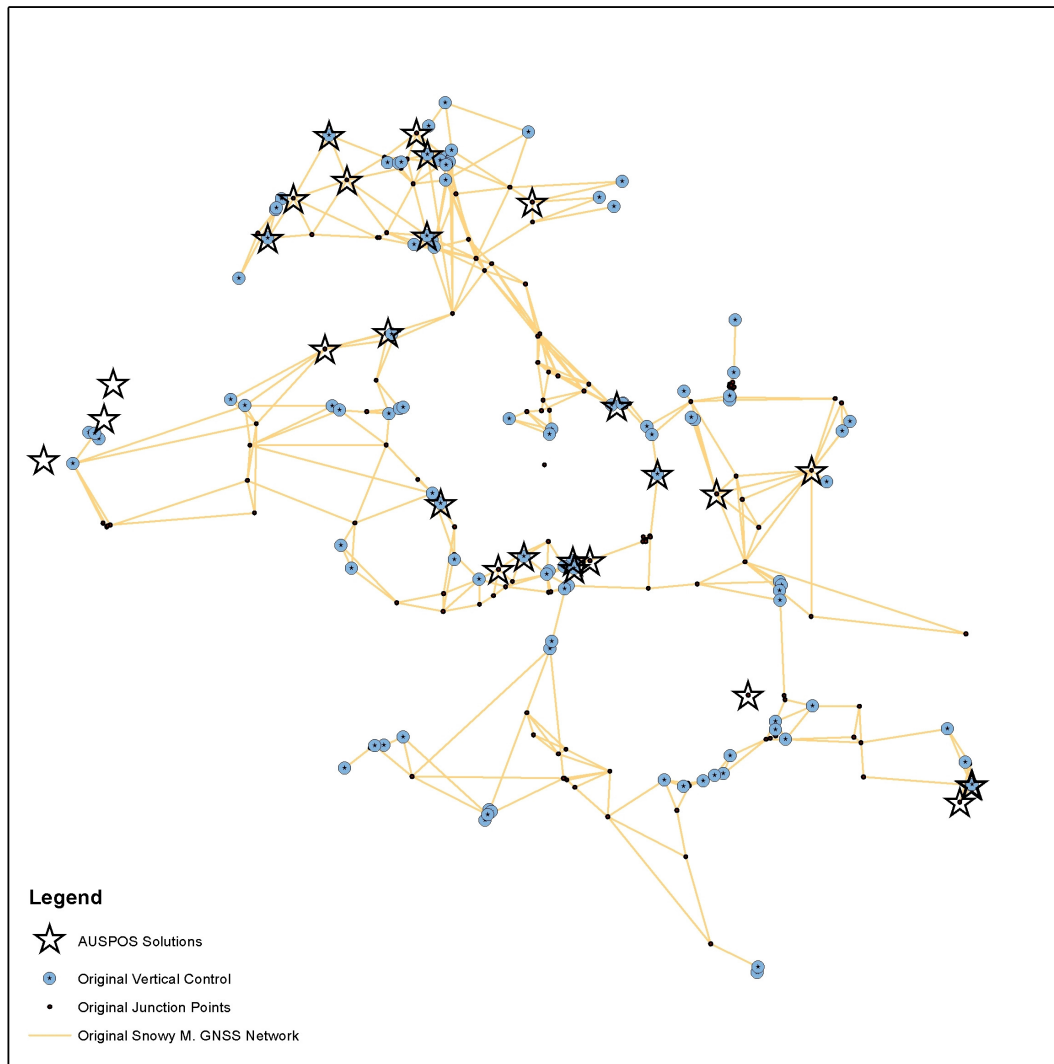 Legend
AUSPOS Solutions
Original Vertical Control
Original Junction Points
Original Snowy M. GNSS Network